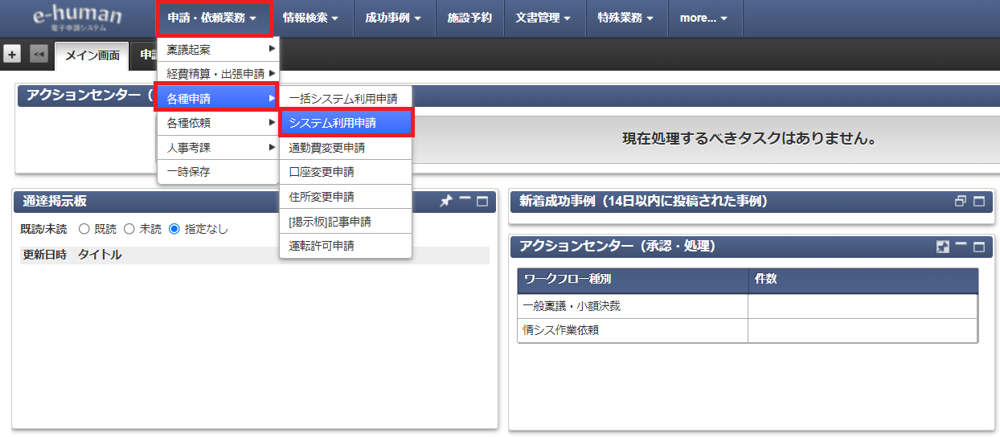 e-human
電子申請システム
申請・依頼業務 情報検索 成功事例 施設予約 文書管理 特殊業務 more...
メイン画面 申
稟議起案
経費精算・出張申請
各種申請
各種依頼
人事考課
一時保存
一括システム利用申請
システム利用申請
通勤費変更申請
口座変更申請
住所変更申請
[掲示板]記事申請
運転許可申請
アクションセンター（
現在処理するべきタスクはありません。
通達掲示板
既読/未読 既読 未読 指定なし
更新日時 タイトル
新着成功事例（14日以内に投稿された事例）
アクションセンター（承認・処理）
ワークフロー種別 件数
一般稟議・小額決裁
情シス作業依頼